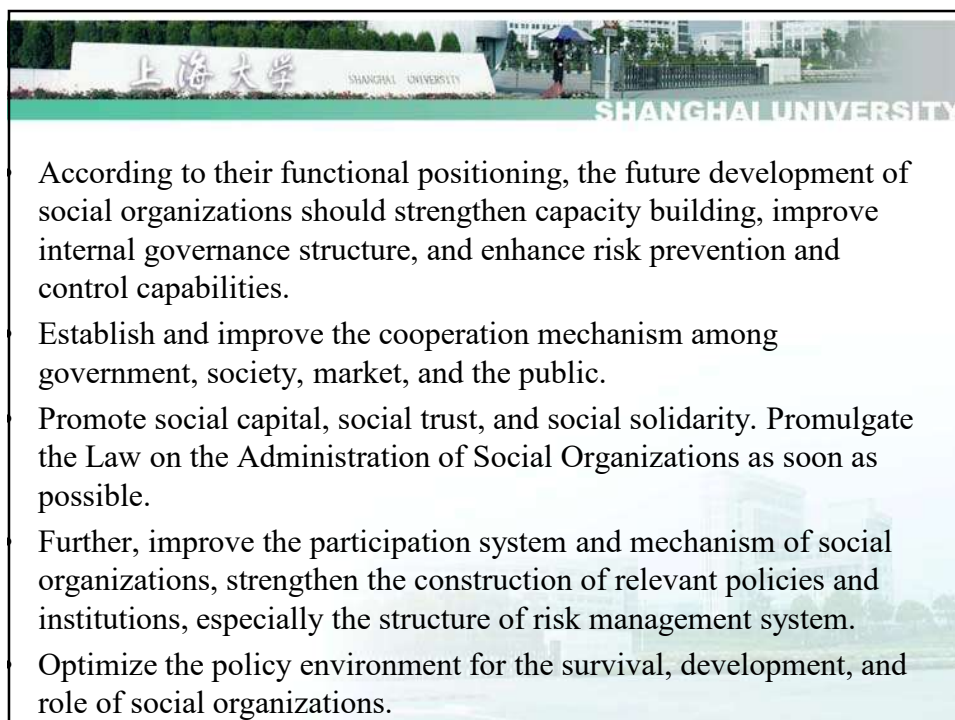 上海大学
SHANGHAI UNIVERSITY
SHANGHAI UNIVERSITY
According to their functional positioning, the future development of
social organizations should strengthen capacity building, improve
internal governance structure, and enhance risk prevention and
control capabilities.
Establish and improve the cooperation mechanism among
government, society, market, and the public.
Promote social capital, social trust, and social solidarity. Promulgate
the Law on the Administration of Social Organizations as soon as
possible.
Further, improve the participation system and mechanism of social
organizations, strengthen the construction of relevant policies and
institutions, especially the structure of risk management system.
Optimize the policy environment for the survival, development, and
role of social organizations.